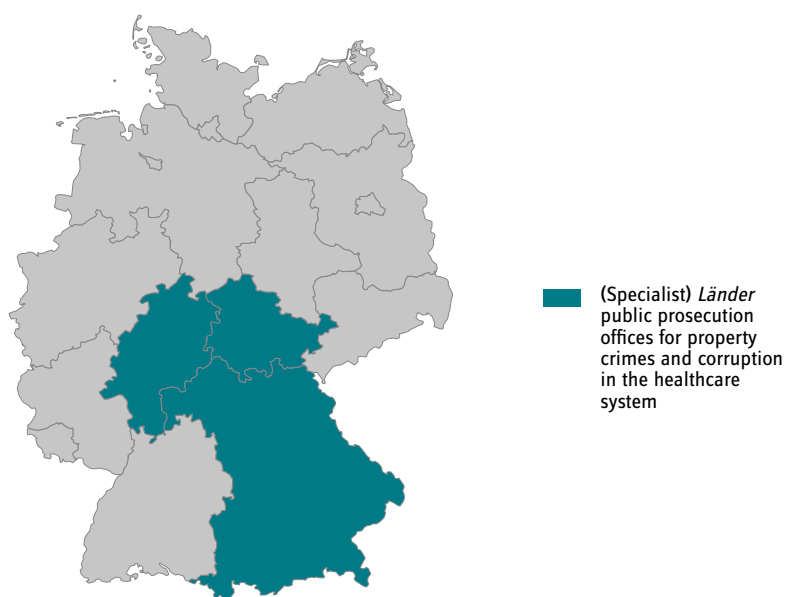 (Specialist) Länder
public prosecution
offices for property
crimes and corruption
in the healthcare
system